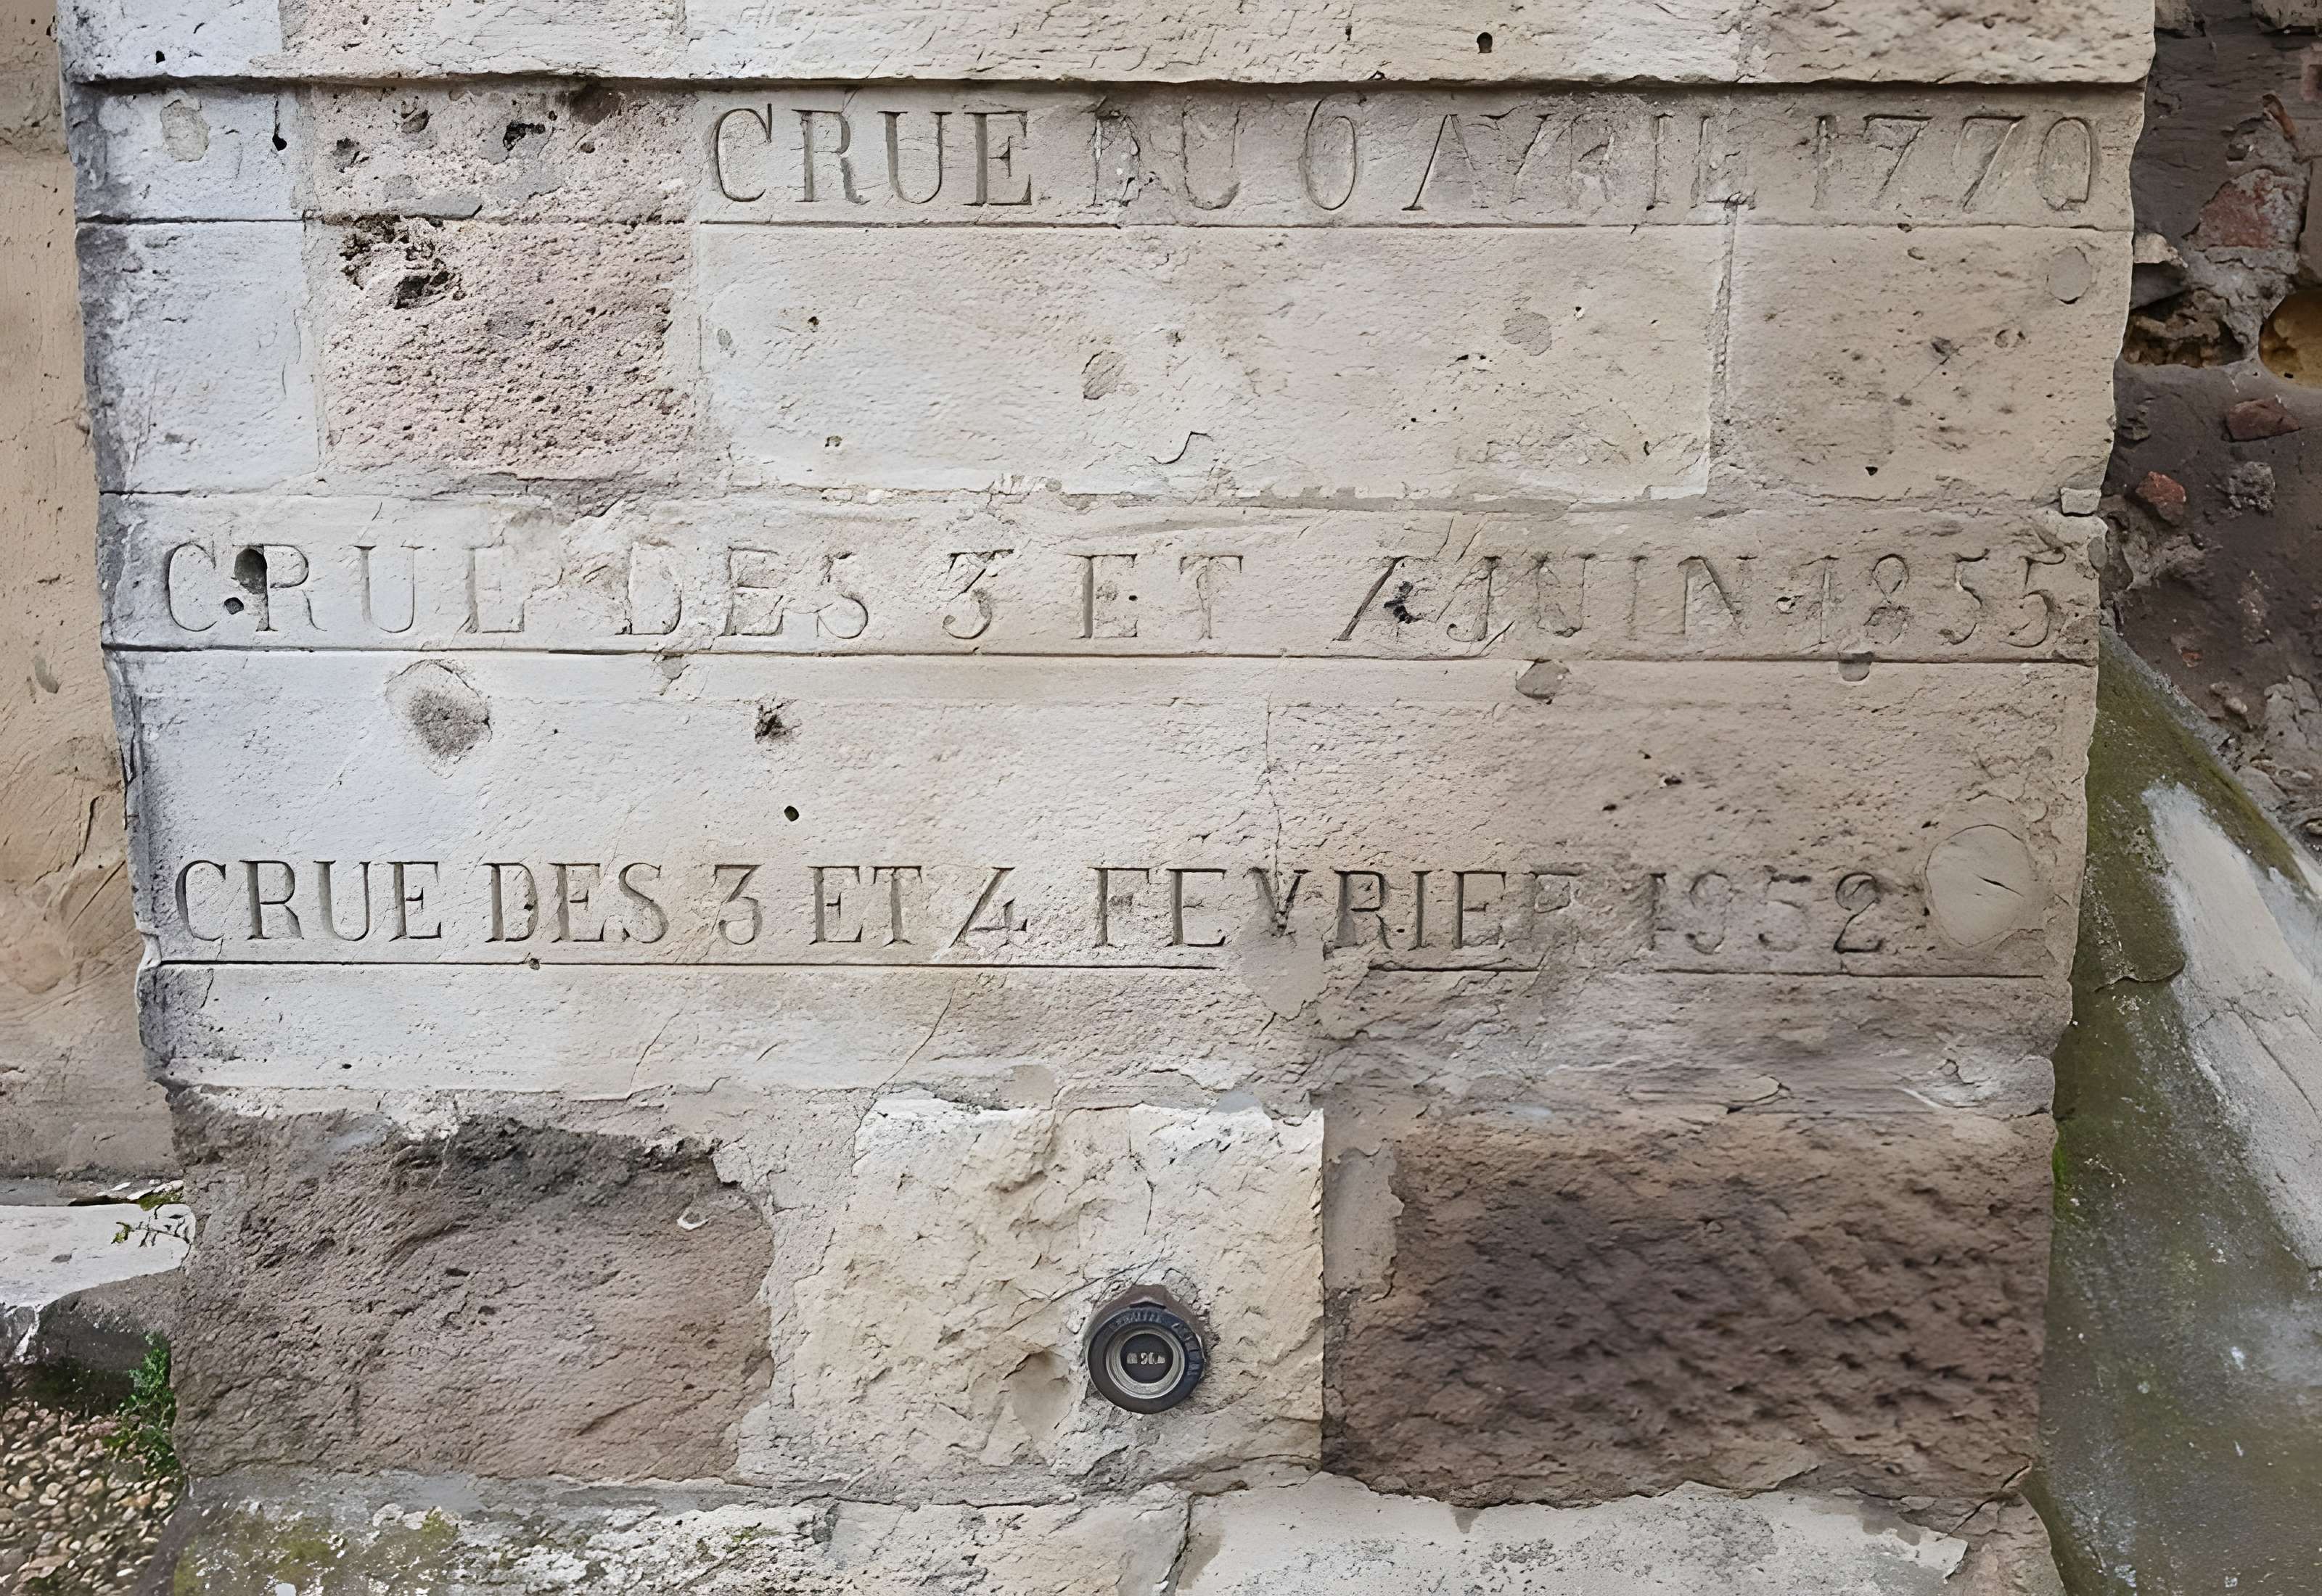 CRUE DU 6 AVRIL 1770
CRUE DES 3 ET 4 JUIN 1855
CRUE DES 3 ET 4 FEVRIER 1952